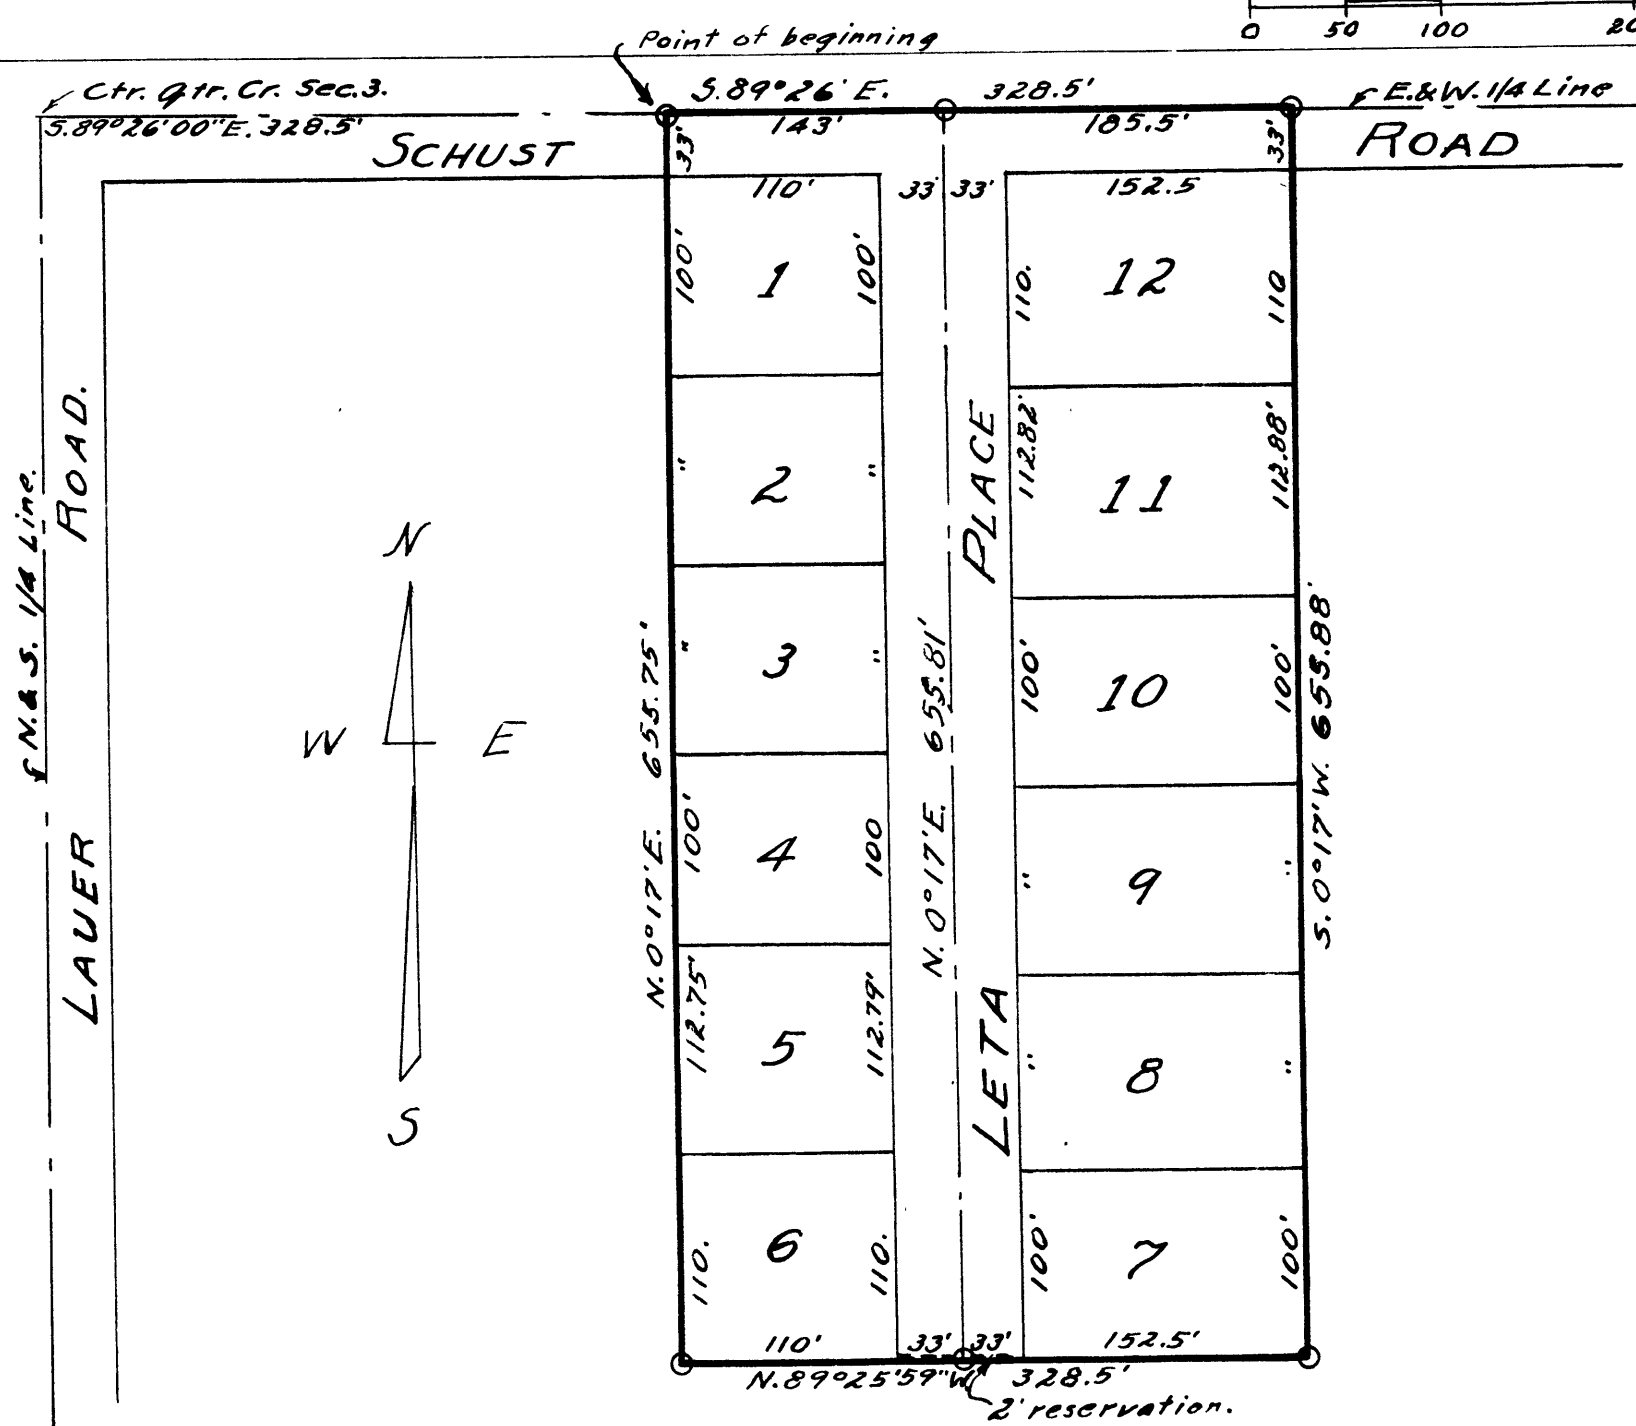 0 50 100 20
Point of beginning
Ctr. Qtr. Cr. Sec.3.
S.89°26' E. 328.5'
E.&W. 1/4 Line
S.89°26'00"E. 328.5'
143' 185.5'
33' 33'
SCHUST ROAD
110' 33' 33' 152.5
100' 1 100' 110. 12 110
" 2 " 112.82' 11 112.88'
" 3 " 100' 10 100'
100' 4 100 " 9 "
112.75' 5 112.79' " 8 "
110. 6 110. 100' 7 100'
N.& S. 1/4 Line.
LAUER ROAD.
N
W E
S
N.0°17'E. 655.75'
N.0°17'E. 655.81'
LETA PLACE
S.0°17'W. 655.88'
110' 33' 33' 152.5'
N.89°25'59"W. 328.5'
2' reservation.